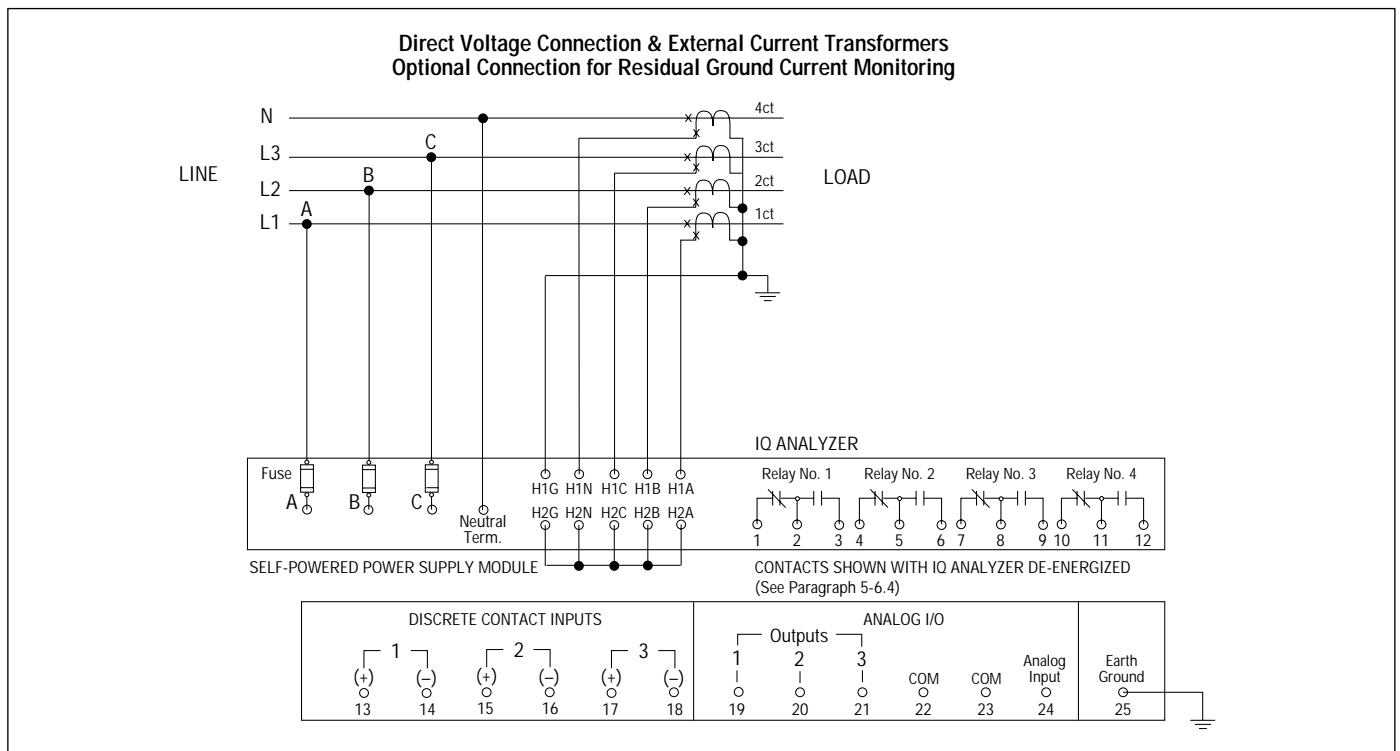 Direct Voltage Connection & External Current Transformers
Optional Connection for Residual Ground Current Monitoring
N
4ct
C
L3
3ct
LINE
B
LOAD
L2
2ct
A
L1
1ct
IQ ANALYZER
Fuse
Relay No. 1 Relay No. 2 Relay No. 3 Relay No. 4
H1G H1N H1C H1B H1A
A B C
H2G H2N H2C H2B H2A
Neutral
Term.
1 2 3 4 5 6 7 8 9 10 11 12
SELF-POWERED POWER SUPPLY MODULE
CONTACTS SHOWN WITH IQ ANALYZER DE-ENERGIZED
(See Paragraph 5-6.4)
DISCRETE CONTACT INPUTS
ANALOG I/O
Outputs
1 2 3
1 2 3
(+) (–) (+) (–) (+) (–)
COM COM
Analog
Input
Earth
Ground
13 14 15 16 17 18 19 20 21 22 23 24 25